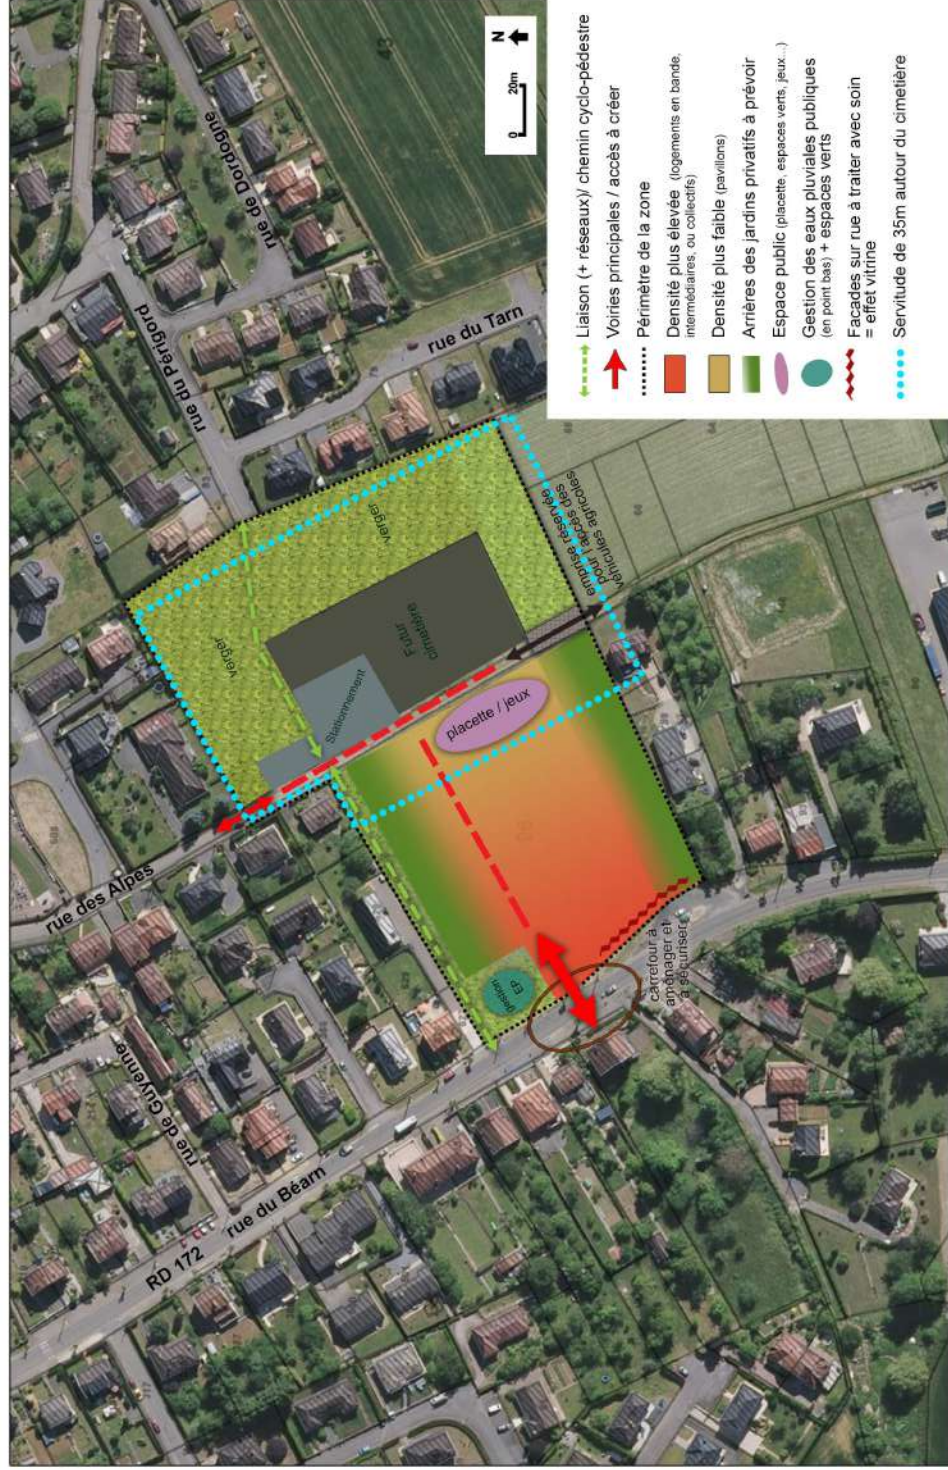 N
0
20m
Liaison (+ réseaux)/ chemin cyclo-pédestre
Voiries principales / accès à créer
Périmètre de la zone
Densité plus élevée (logements en bande,
intermédiaires, ou collectifs)
Densité plus faible (pavillons)
Arrières des jardins privatifs à prévoir
Espace public (placette, espaces verts, jeux...)
Gestion des eaux pluviales publiques
(en point bas) + espaces verts
Façades sur rue à traiter avec soin
= effet vitrine
Servitude de 35m autour du cimetière
rue de Dordogne
rue du Périgord
rue du Tarn
verger
verger
Futur
cimetière
Stationnement
emprise réservée
pour l'accès des
véhicules agricoles
placette / jeux
rue des Alpes
gestion
EP
carrefour à
aménager et
à sécuriser
rue de Guyenne
RD 172
rue du Béarn